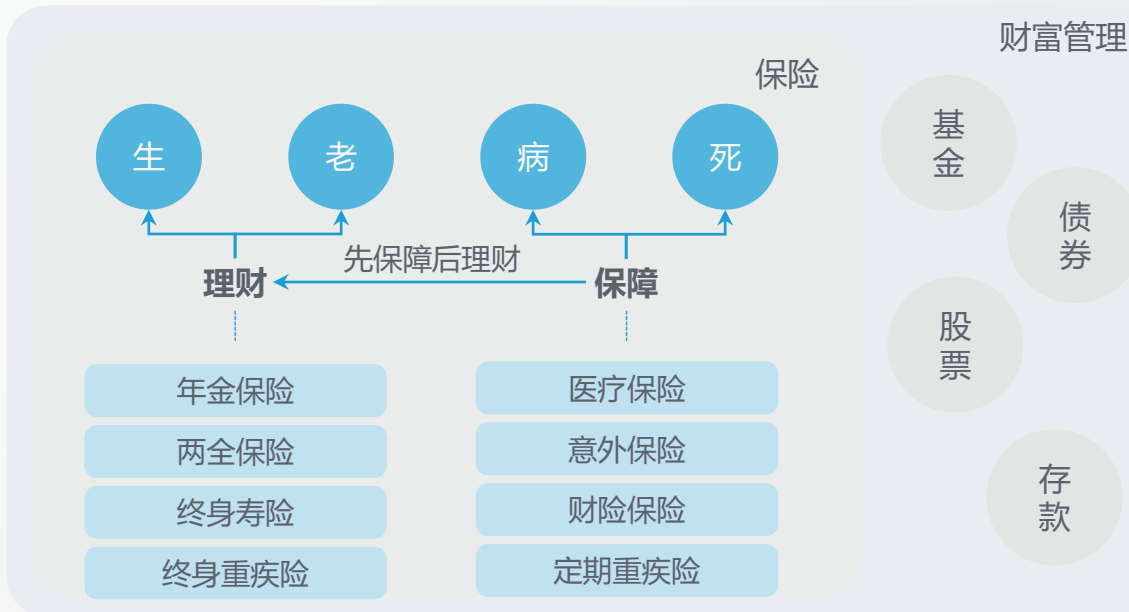 财富管理
保险
生
老
病
死
先保障后理财
理财
保障
年金保险
两全保险
终身寿险
终身重疾险
医疗保险
意外保险
财险保险
定期重疾险
基
金
债
券
股
票
存
款